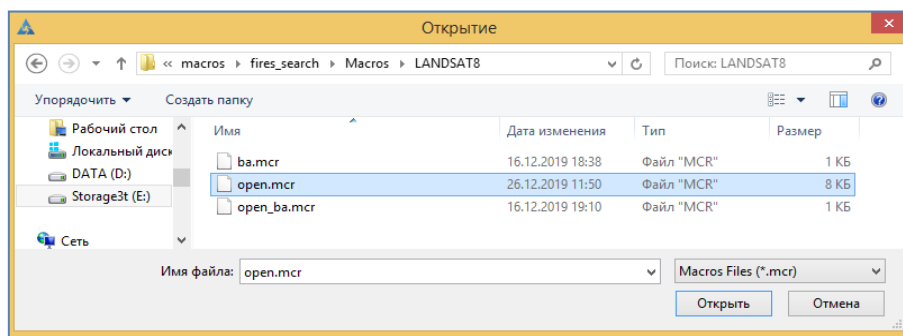 Открытие
« macros ▸ fires_search ▸ Macros ▸ LANDSAT8
Поиск: LANDSAT8
Упорядочить
Создать папку
Рабочий стол
Локальный диск
DATA (D:)
Storage3t (E:)
Сеть
Имя Дата изменения Тип Размер
ba.mcr 16.12.2019 18:38 Файл "MCR" 1 КБ
open.mcr 26.12.2019 11:50 Файл "MCR" 8 КБ
open_ba.mcr 16.12.2019 19:10 Файл "MCR" 1 КБ
Имя файла: open.mcr
Macros Files (*.mcr)
Открыть
Отмена